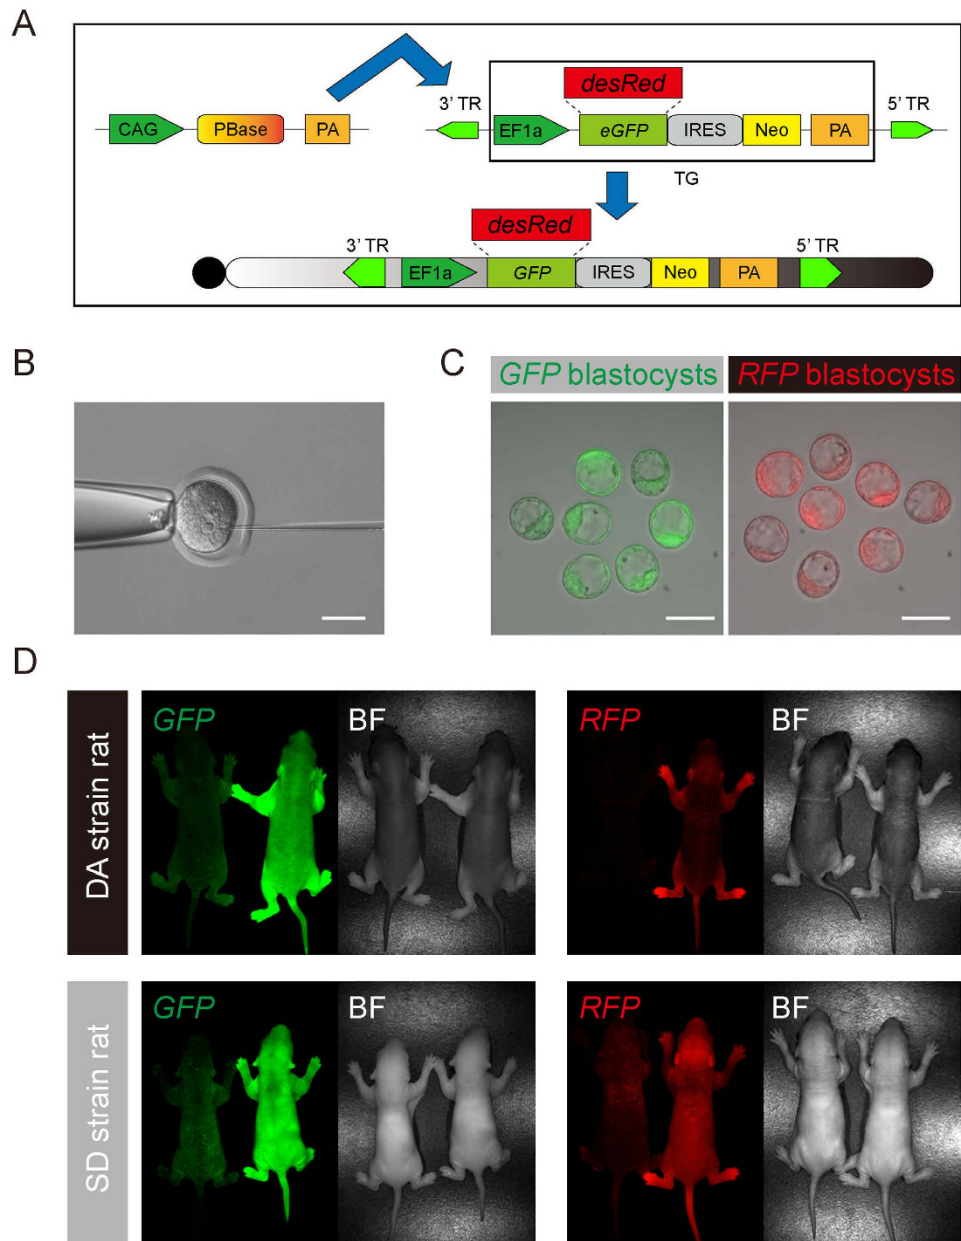 A
desRed
3' TR
5' TR
CAG
PBase
PA
EF1a
eGFP
IRES
Neo
PA
TG
desRed
3' TR
5' TR
EF1a
GFP
IRES
Neo
PA
B
C
GFP blastocysts
RFP blastocysts
D
DA strain rat
GFP
BF
RFP
BF
SD strain rat
GFP
BF
RFP
BF